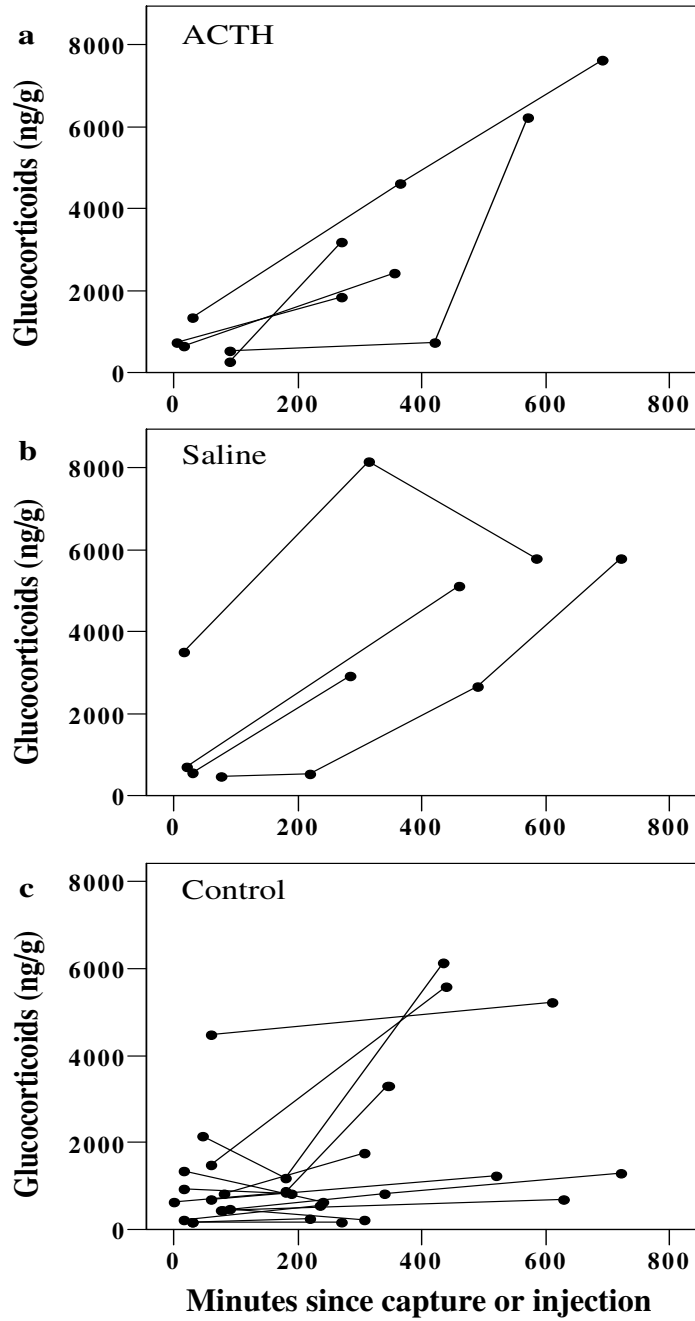 a
ACTH
Glucocorticoids (ng/g)
8000
6000
4000
2000
0
0 200 400 600 800
b
Saline
Glucocorticoids (ng/g)
8000
6000
4000
2000
0
0 200 400 600 800
c
Control
Glucocorticoids (ng/g)
8000
6000
4000
2000
0
0 200 400 600 800
Minutes since capture or injection